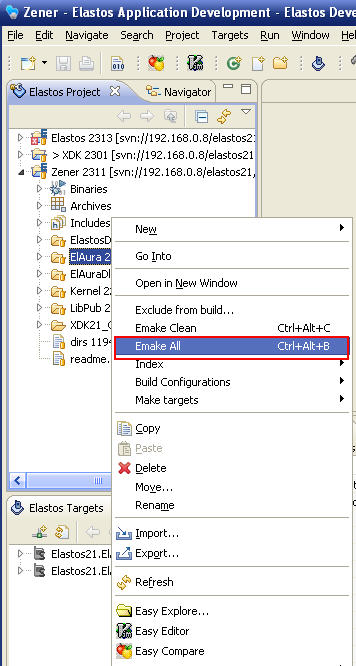 Zener - Elastos Application Development - Elastos Devel
File Edit Navigate Search Project Targets Run Window H
Elastos Project Navigator
Elastos 2313 [svn://192.168.0.8/elastos21
> XDK 2301 [svn://192.168.0.8/elastos
Zener 2311 [svn://192.168.0.8/elastos21,
Binaries
Archives
Includes
ElastosD
ElAura 2
ElAuraDl
Kernel 22
LibPub 2
XDK21_
dirs 1194
readme.
New
Go Into
Open in New Window
Exclude from build...
Emake Clean Ctrl+Alt+C
Emake All Ctrl+Alt+B
Index
Build Configurations
Make targets
Copy
Paste
Delete
Move...
Rename
Import...
Export...
Refresh
Easy Explore...
Easy Editor
Easy Compare
Elastos Targets
Elastos21.El
Elastos21.El